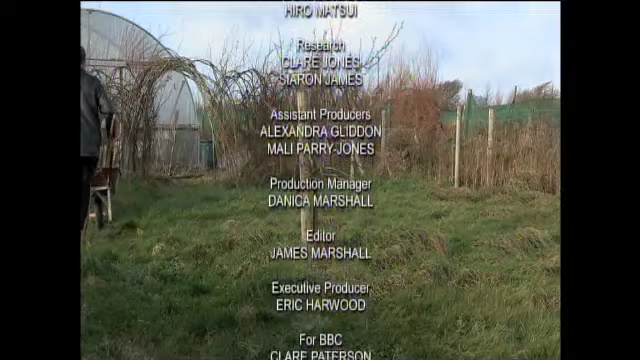 HIRO MATSUI
Research
CLARE JONES
SIARON JAMES
Assistant Producers
ALEXANDRA GLIDDON
MALI PARRY-JONES
Production Manager
DANICA MARSHALL
Editor
JAMES MARSHALL
Executive Producer
ERIC HARWOOD
For BBC
CLARE PATERSON